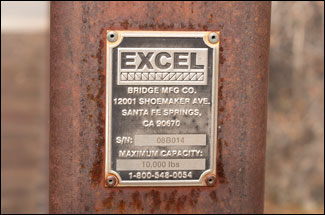 EXCEL
BRIDGE MFG CO.
12001 SHOEMAKER AVE.
SANTA FE SPRINGS,
CA 90670
S/N: 08B014
MAXIMUM CAPACITY:
10,000 lbs
1-800-548-0054